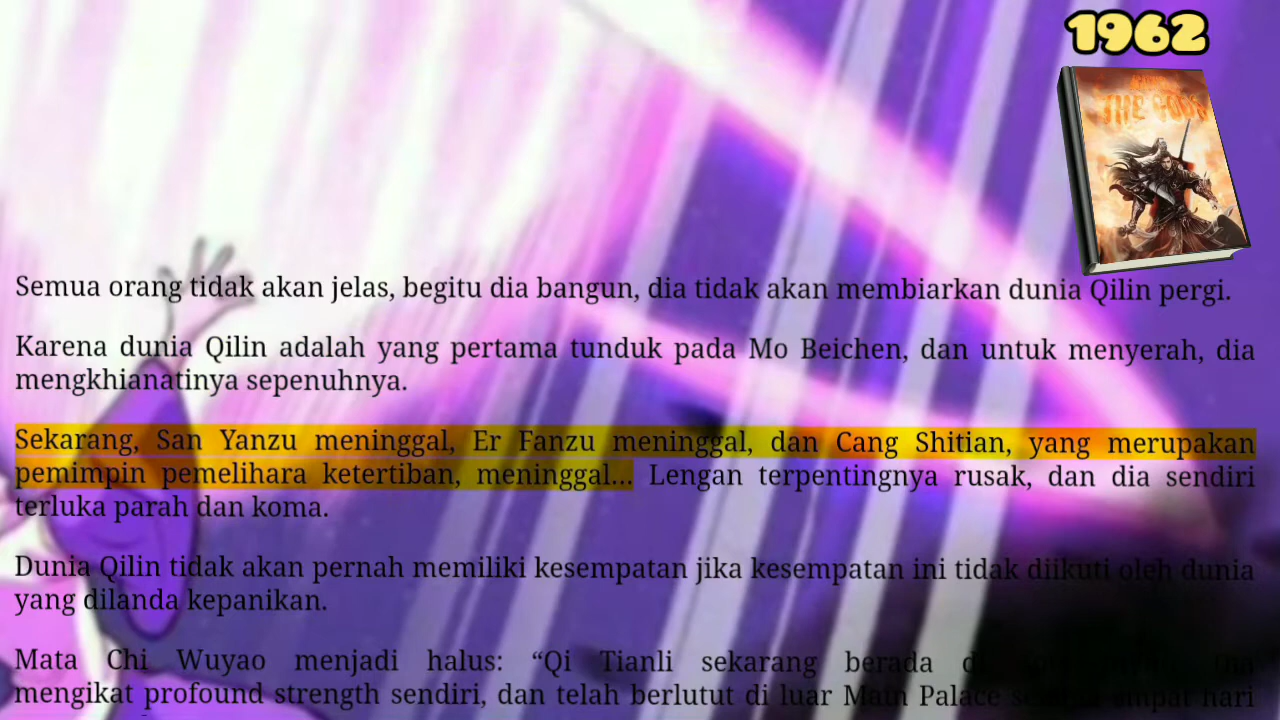 1962
THE GODS
Semua orang tidak akan jelas, begitu dia bangun, dia tidak akan membiarkan dunia Qilin pergi.
Karena dunia Qilin adalah yang pertama tunduk pada Mo Beichen, dan untuk menyerah, dia
mengkhianatinya sepenuhnya.
Sekarang, San Yanzu meninggal, Er Fanzu meninggal, dan Cang Shitian, yang merupakan
pemimpin pemelihara ketertiban, meninggal... Lengan terpentingnya rusak, dan dia sendiri
terluka parah dan koma.
Dunia Qilin tidak akan pernah memiliki kesempatan jika kesempatan ini tidak diikuti oleh dunia
yang dilanda kepanikan.
Mata Chi Wuyao menjadi halus: “Qi Tianli sekarang berada
mengikat profound strength sendiri, dan telah berlutut di luar Main Palace empat hari